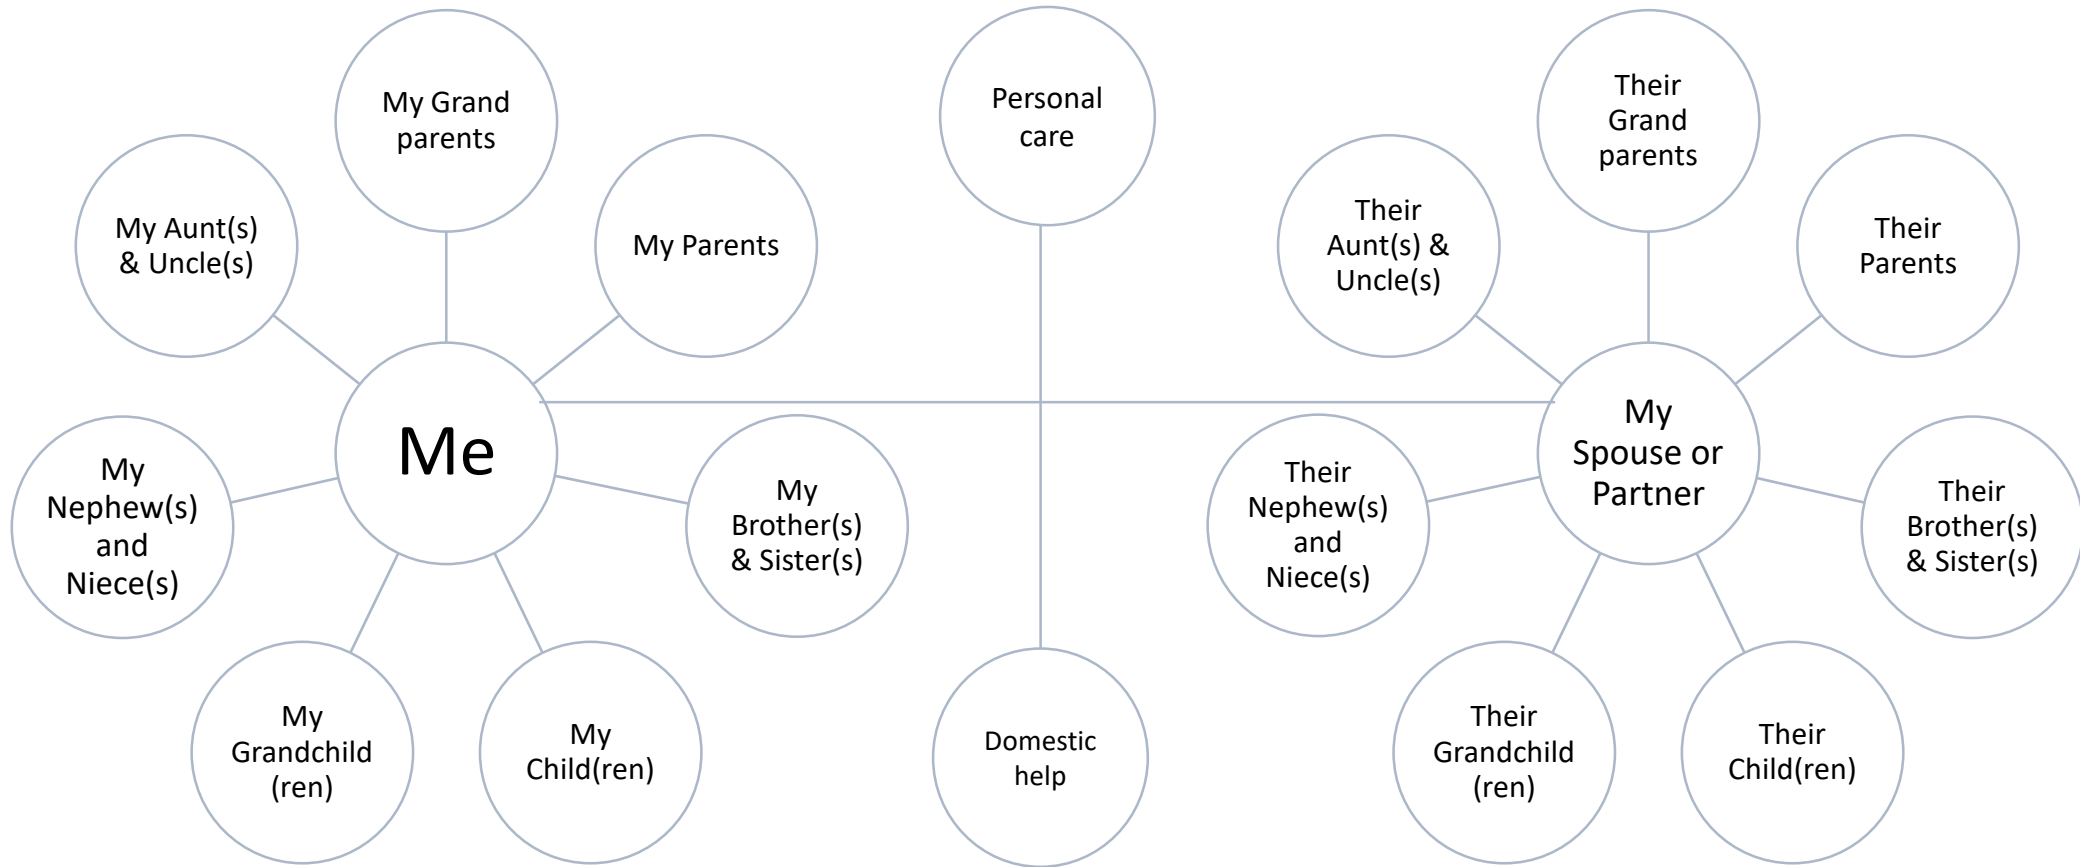 My Grand
parents
Personal
care
Their
Grand
parents
My Aunt(s)
& Uncle(s)
My Parents
Their
Aunt(s) &
Uncle(s)
Their
Parents
Me
My
Spouse or
Partner
My
Nephew(s)
and
Niece(s)
My
Brother(s)
& Sister(s)
Their
Nephew(s)
and
Niece(s)
Their
Brother(s)
& Sister(s)
My
Grandchild
(ren)
My
Child(ren)
Domestic
help
Their
Grandchild
(ren)
Their
Child(ren)